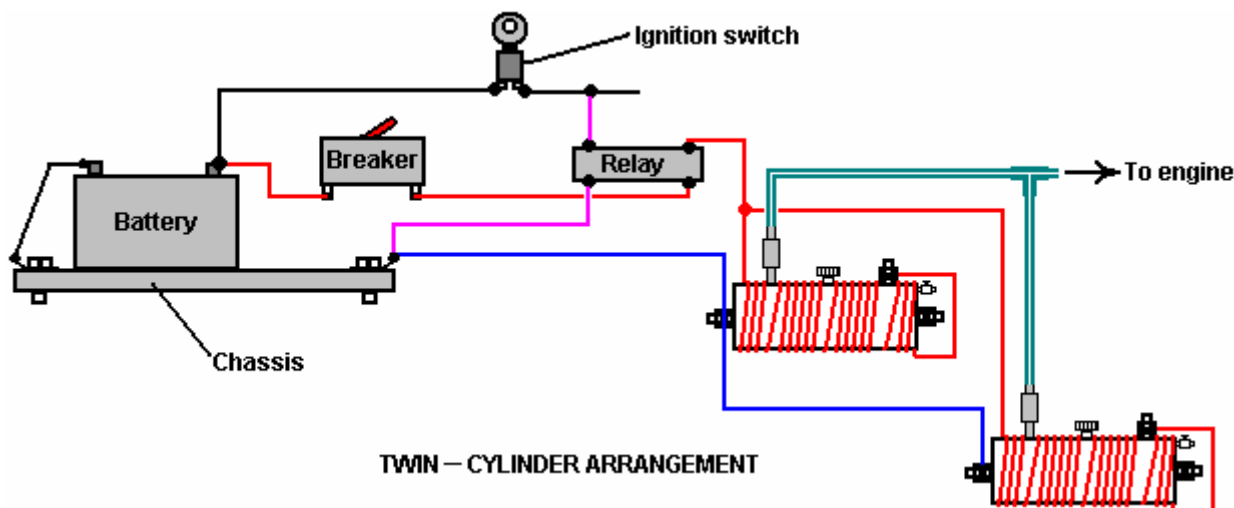 Ignition switch
Breaker
Relay
To engine
Battery
Chassis
TWIN – CYLINDER ARRANGEMENT